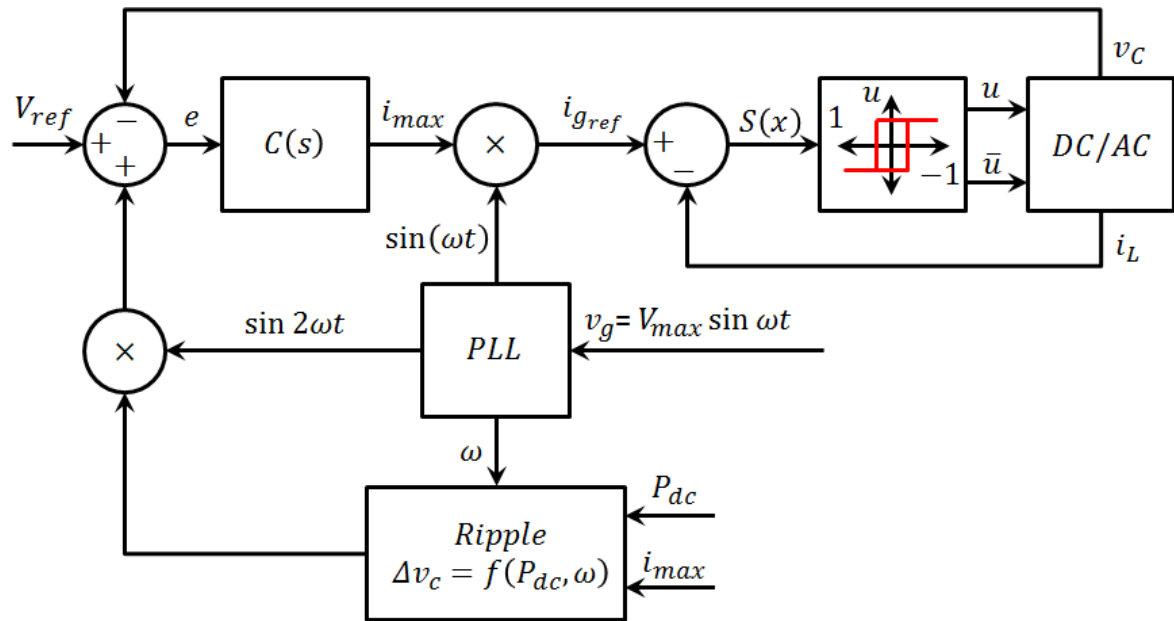 v_C
V_ref
+
−
+
e
C(s)
i_max
×
i_g_ref
+
−
S(x)
u
1
−1
u
ū
DC/AC
i_L
sin(ωt)
×
sin 2ωt
PLL
v_g= V_max sin ωt
ω
P_dc
Ripple
Δv_c = f(P_dc, ω)
i_max